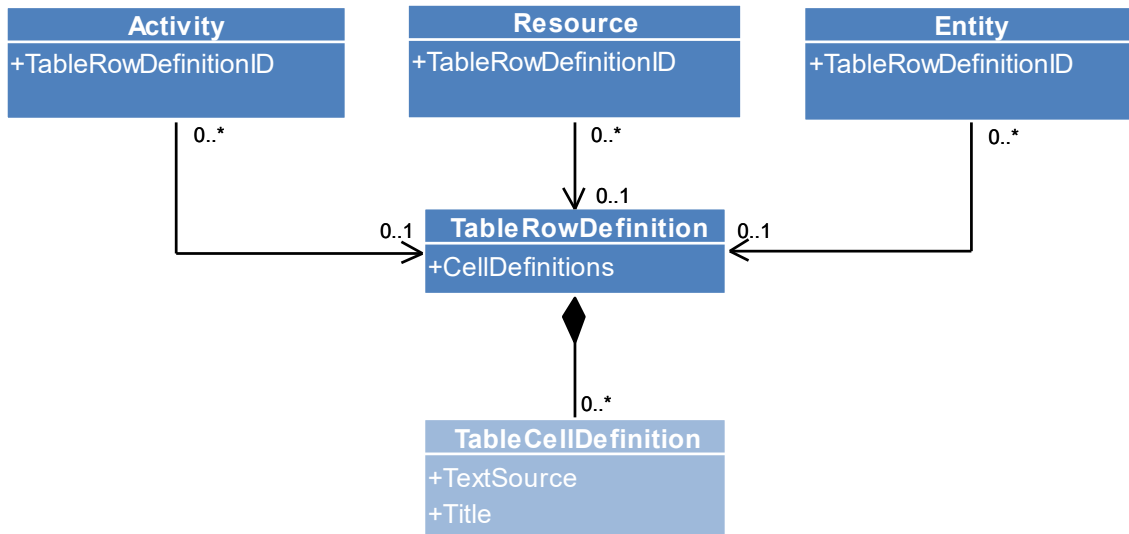 Activity
+TableRowDefinitionID
Resource
+TableRowDefinitionID
Entity
+TableRowDefinitionID
0..*
0..*
0..*
0..1
0..1
0..1
TableRowDefinition
+CellDefinitions
0..*
TableCellDefinition
+TextSource
+Title